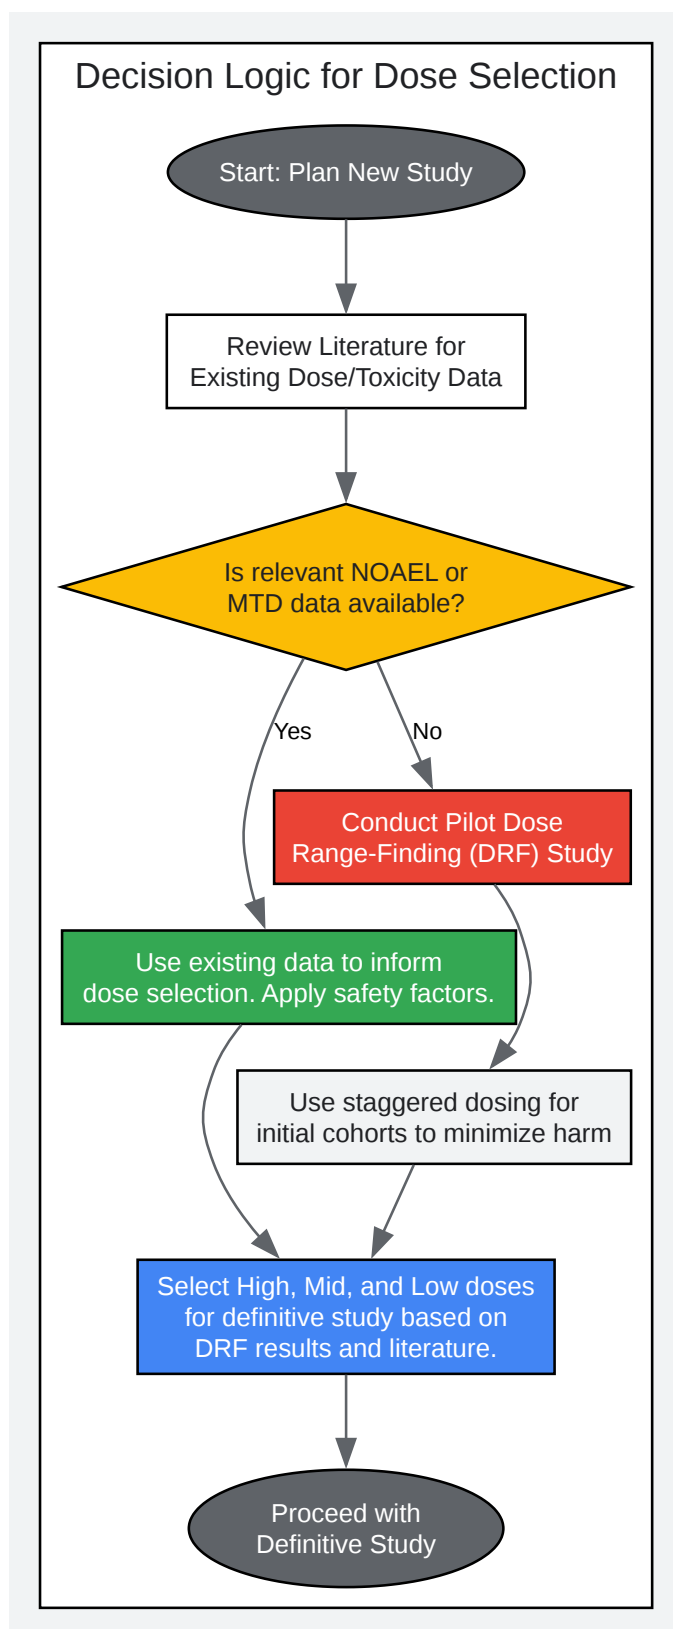 Decision Logic for Dose Selection
Start: Plan New Study
Review Literature for
Existing Dose/Toxicity Data
Is relevant NOAEL or
MTD data available?
Yes
No
Conduct Pilot Dose
Range-Finding (DRF) Study
Use existing data to inform
dose selection. Apply safety factors.
Use staggered dosing for
initial cohorts to minimize harm
Select High, Mid, and Low doses
for definitive study based on
DRF results and literature.
Proceed with
Definitive Study